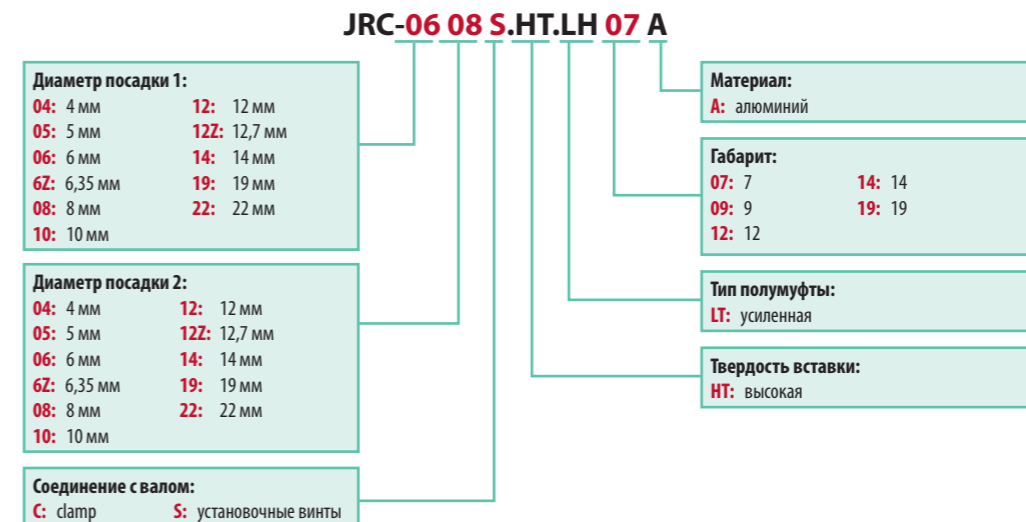 JRC-06 08 S.HT.LH 07 A
Диаметр посадки 1:
04: 4 мм 12: 12 мм
05: 5 мм 12Z: 12,7 мм
06: 6 мм 14: 14 мм
6Z: 6,35 мм 19: 19 мм
08: 8 мм 22: 22 мм
10: 10 мм
Диаметр посадки 2:
04: 4 мм 12: 12 мм
05: 5 мм 12Z: 12,7 мм
06: 6 мм 14: 14 мм
6Z: 6,35 мм 19: 19 мм
08: 8 мм 22: 22 мм
10: 10 мм
Соединение с валом:
C: clamp S: установочные винты
Материал:
A: алюминий
Габарит:
07: 7 14: 14
09: 9 19: 19
12: 12
Тип полумуфты:
LT: усиленная
Твердость вставки:
HT: высокая